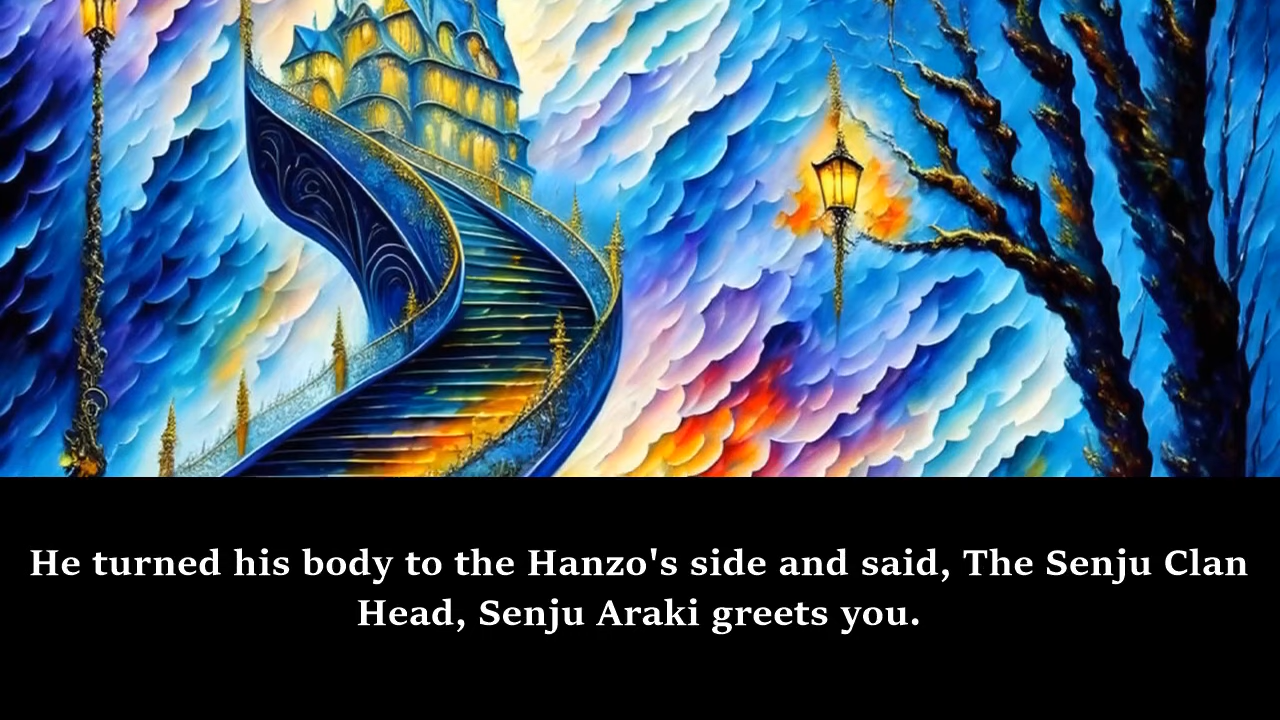 He turned his body to the Hanzo's side and said, The Senju Clan
Head, Senju Araki greets you.